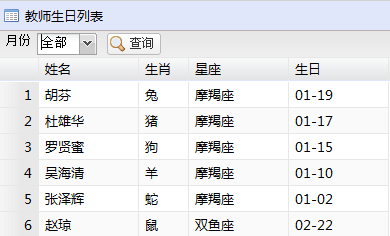 教师生日列表
月份 全部 查询
姓名 生肖 星座 生日
1 胡芬 兔 摩羯座 01-19
2 杜雄华 猪 摩羯座 01-17
3 罗贤蜜 狗 摩羯座 01-15
4 吴海清 羊 摩羯座 01-10
5 张泽辉 蛇 摩羯座 01-02
6 赵琼 鼠 双鱼座 02-22